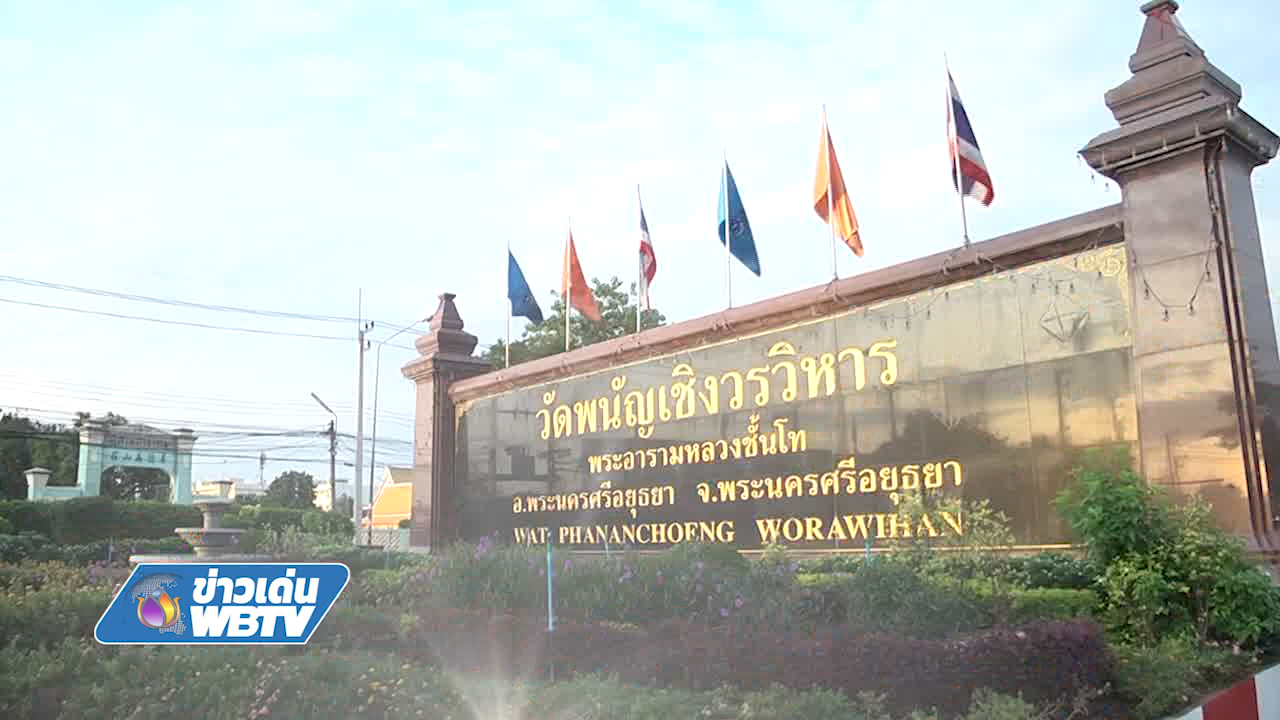 วัดพนัญเชิงวรวิหาร
พระอารามหลวงชั้นโท
อ.พระนครศรีอยุธยา จ.พระนครศรีอยุธยา
WAT PHANANCHOENG WORAWIHAN
ข่าวเด่น
WBTV